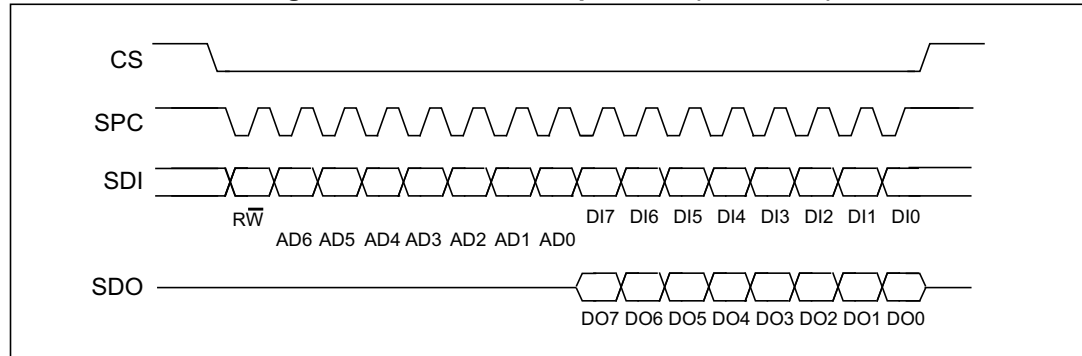 CS
SPC
SDI
RW̅
DI7 DI6 DI5 DI4 DI3 DI2 DI1 DI0
AD6 AD5 AD4 AD3 AD2 AD1 AD0
SDO
DO7 DO6 DO5 DO4 DO3 DO2 DO1 DO0